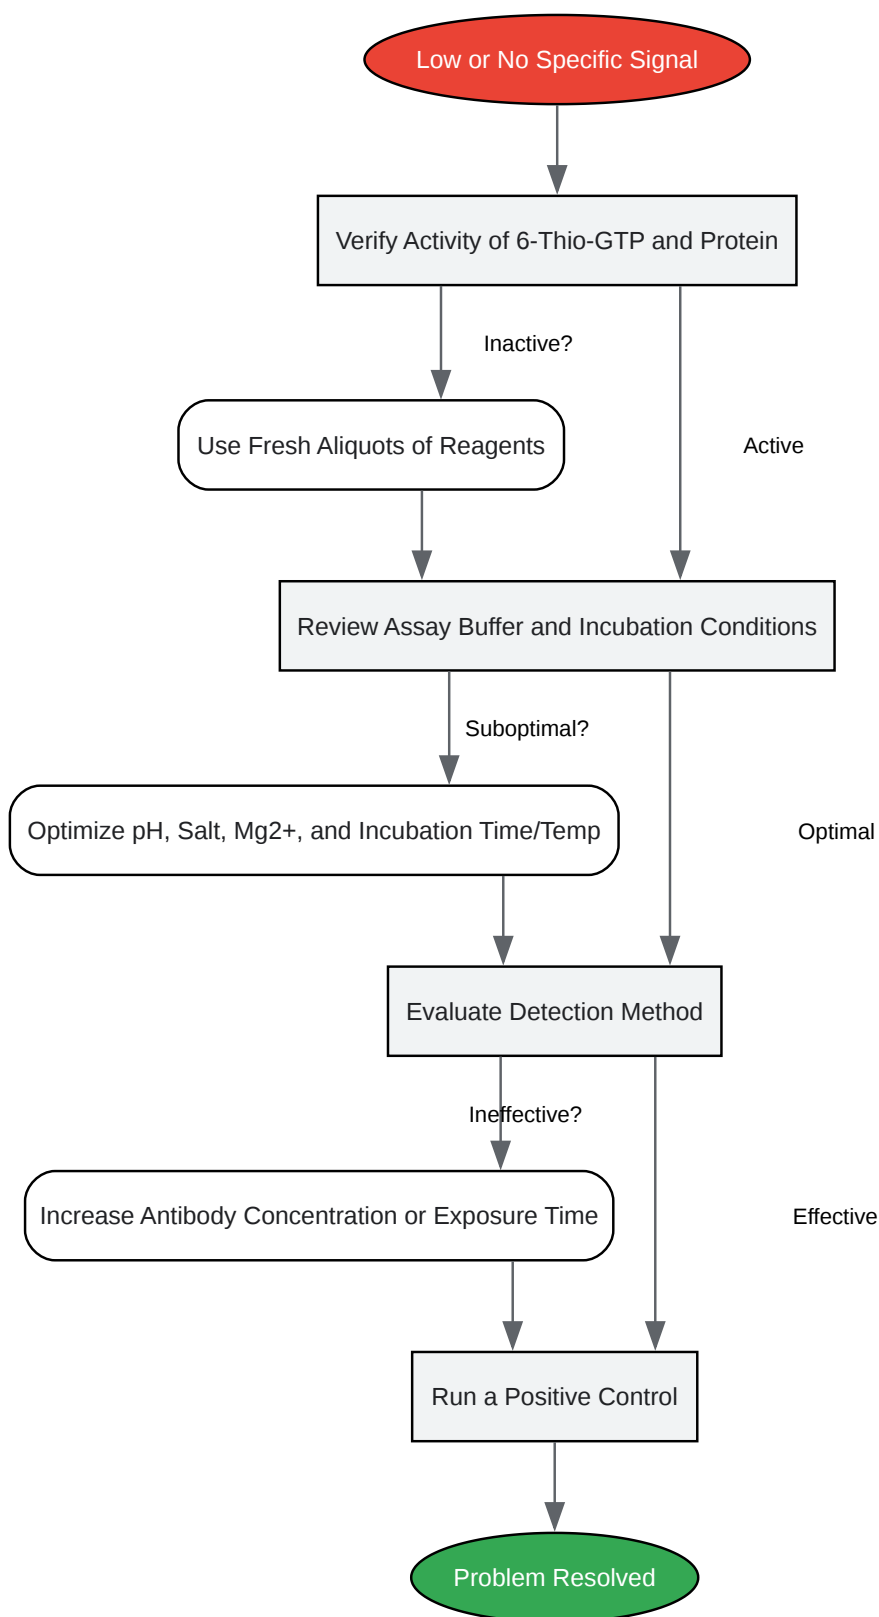 Low or No Specific Signal
Verify Activity of 6-Thio-GTP and Protein
Inactive?
Use Fresh Aliquots of Reagents
Active
Review Assay Buffer and Incubation Conditions
Suboptimal?
Optimize pH, Salt, Mg2+, and Incubation Time/Temp
Optimal
Evaluate Detection Method
Ineffective?
Increase Antibody Concentration or Exposure Time
Effective
Run a Positive Control
Problem Resolved